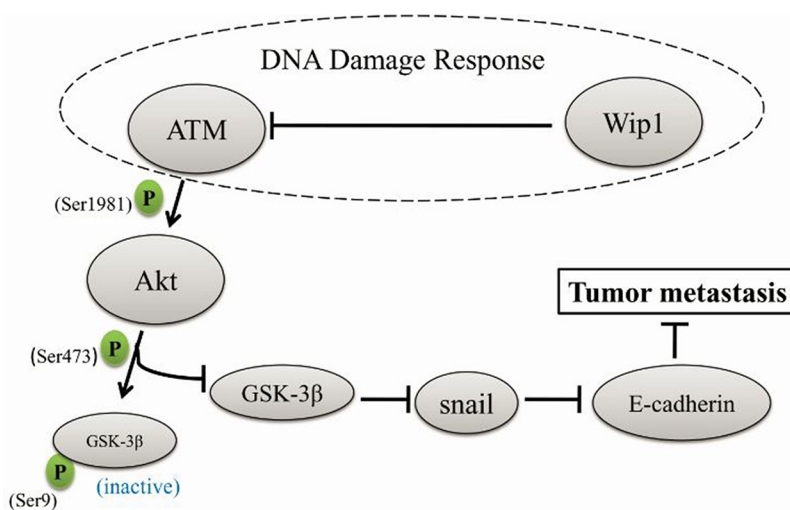 DNA Damage Response
ATM
Wip1
(Ser1981) P
Akt
Tumor metastasis
(Ser473) P
GSK-3β
snail
E-cadherin
GSK-3β
P
(inactive)
(Ser9)